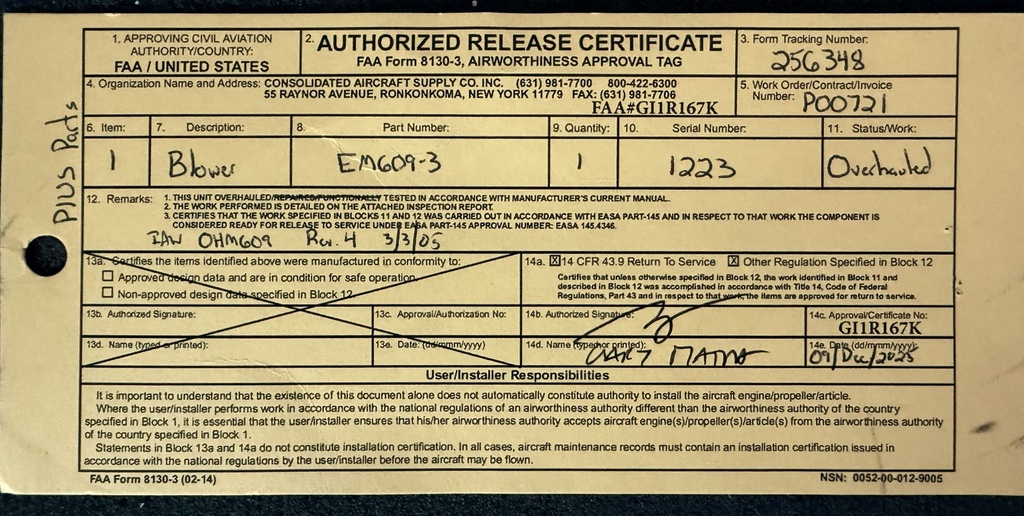 1. APPROVING CIVIL AVIATION AUTHORITY/COUNTRY:
FAA / UNITED STATES
2. AUTHORIZED RELEASE CERTIFICATE
FAA Form 8130-3, AIRWORTHINESS APPROVAL TAG
3. Form Tracking Number:
256348
4. Organization Name and Address: CONSOLIDATED AIRCRAFT SUPPLY CO. INC. (631) 981-7700 800-422-6300
55 RAYNOR AVENUE, RONKONKOMA, NEW YORK 11779 FAX: (631) 981-7706
FAA#GI1R167K
5. Work Order/Contract/Invoice
Number: P00721
Plus Parts
6. Item: 7. Description: 8. Part Number: 9. Quantity: 10. Serial Number: 11. Status/Work:
1 Blower EM609-3 1 1223 Overhauled
12. Remarks: 1. THIS UNIT OVERHAULED/REPAIRED/FUNCTIONALLY TESTED IN ACCORDANCE WITH MANUFACTURER'S CURRENT MANUAL.
2. THE WORK PERFORMED IS DETAILED ON THE ATTACHED INSPECTION REPORT.
3. CERTIFIES THAT THE WORK SPECIFIED IN BLOCKS 11 AND 12 WAS CARRIED OUT IN ACCORDANCE WITH EASA PART-145 AND IN RESPECT TO THAT WORK THE COMPONENT IS
CONSIDERED READY FOR RELEASE TO SERVICE UNDER EASA PART-145 APPROVAL NUMBER: EASA 145.4346.
IAW OHM609 Rev. 4 3/3/05
13a. Certifies the items identified above were manufactured in conformity to:
Approved design data and are in condition for safe operation.
Non-approved design data specified in Block 12.
14a. X 14 CFR 43.9 Return To Service X Other Regulation Specified in Block 12
Certifies that unless otherwise specified in Block 12, the work identified in Block 11 and
described in Block 12 was accomplished in accordance with Title 14, Code of Federal
Regulations, Part 43 and in respect to that work, the items are approved for return to service.
13b. Authorized Signature: 13c. Approval/Authorization No: 14b. Authorized Signature: 14c. Approval/Certificate No:
GI1R167K
13d. Name (typed or printed): 13e. Date: (dd/mmm/yyyy) 14d. Name (typed or printed): 14e. Date (dd/mmm/yyyy):
GARY 09/Dec/2025
User/Installer Responsibilities
It is important to understand that the existence of this document alone does not automatically constitute authority to install the aircraft engine/propeller/article.
Where the user/installer performs work in accordance with the national regulations of an airworthiness authority different than the airworthiness authority of the country
specified in Block 1, it is essential that the user/installer ensures that his/her airworthiness authority accepts aircraft engine(s)/propeller(s)/article(s) from the airworthiness authority
of the country specified in Block 1.
Statements in Block 13a and 14a do not constitute installation certification. In all cases, aircraft maintenance records must contain an installation certification issued in
accordance with the national regulations by the user/installer before the aircraft may be flown.
FAA Form 8130-3 (02-14) NSN: 0052-00-012-9005